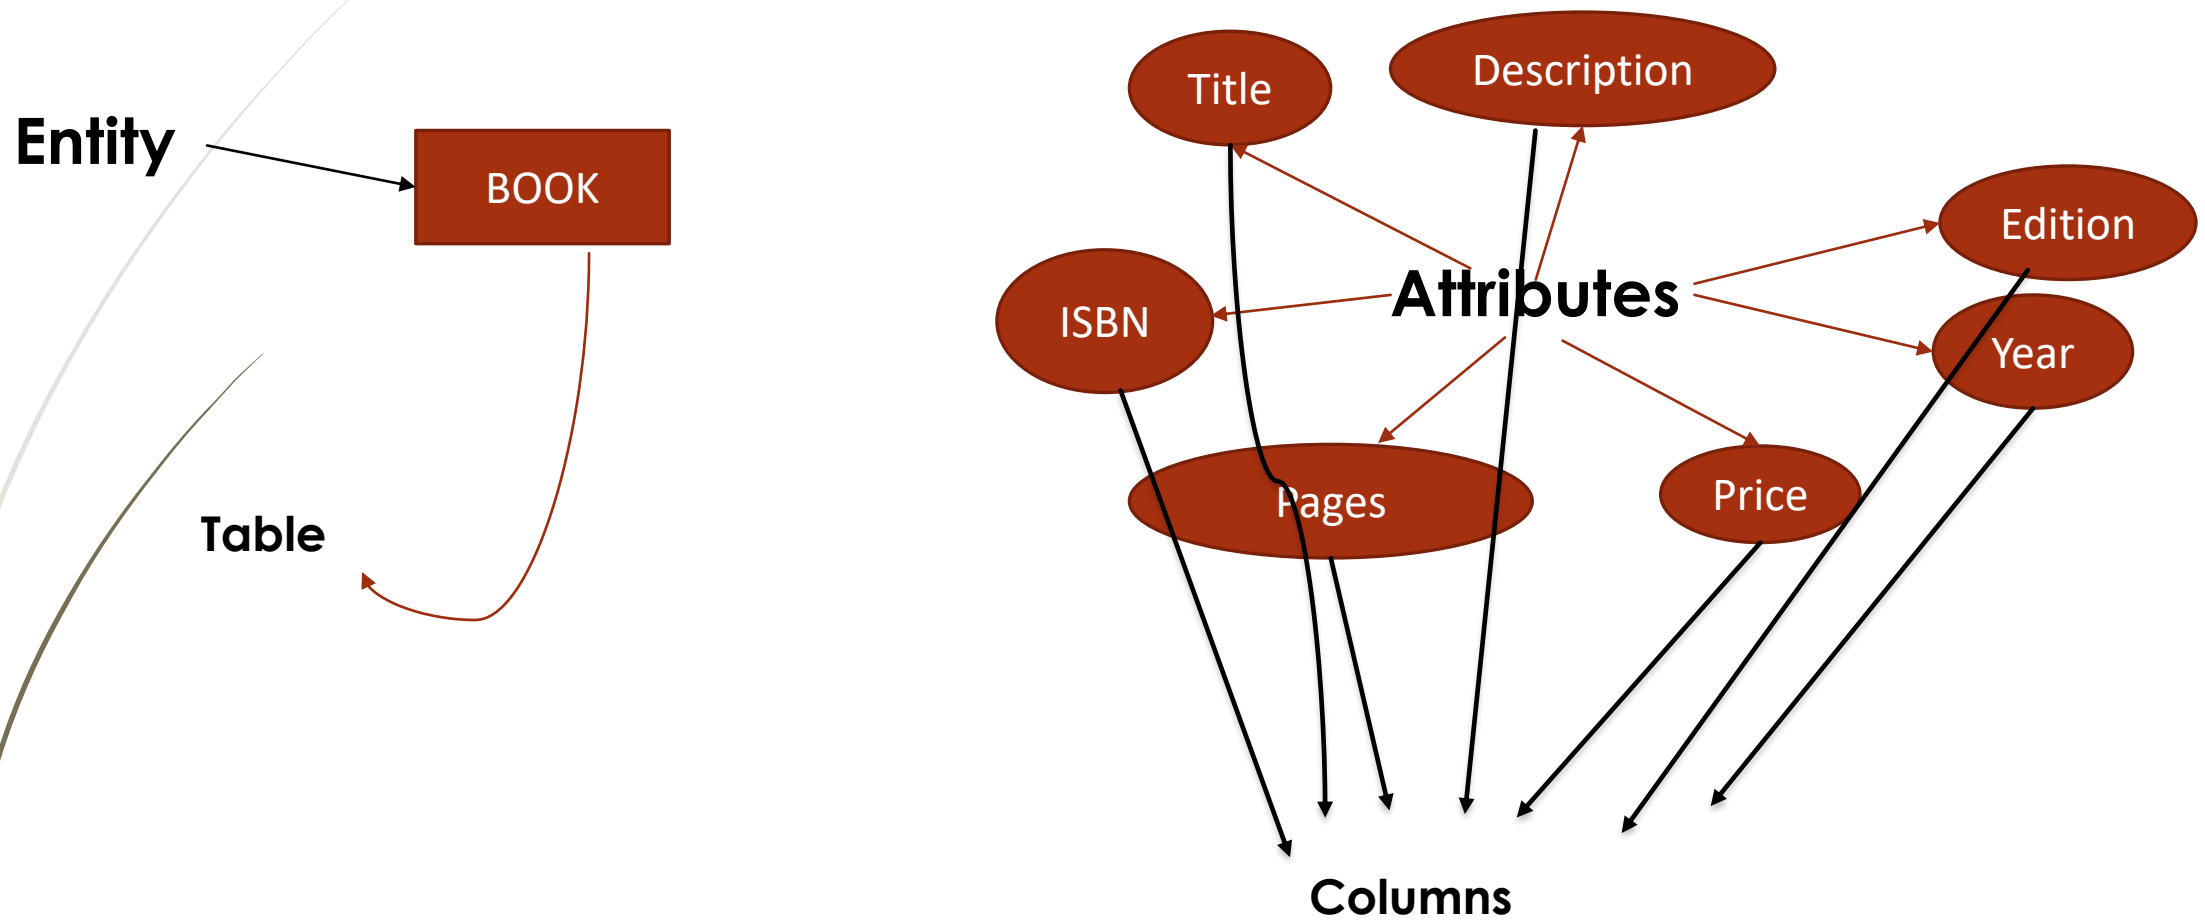 Entity
BOOK
Table
Title
Description
Edition
Attributes
ISBN
Year
Pages
Price
Columns